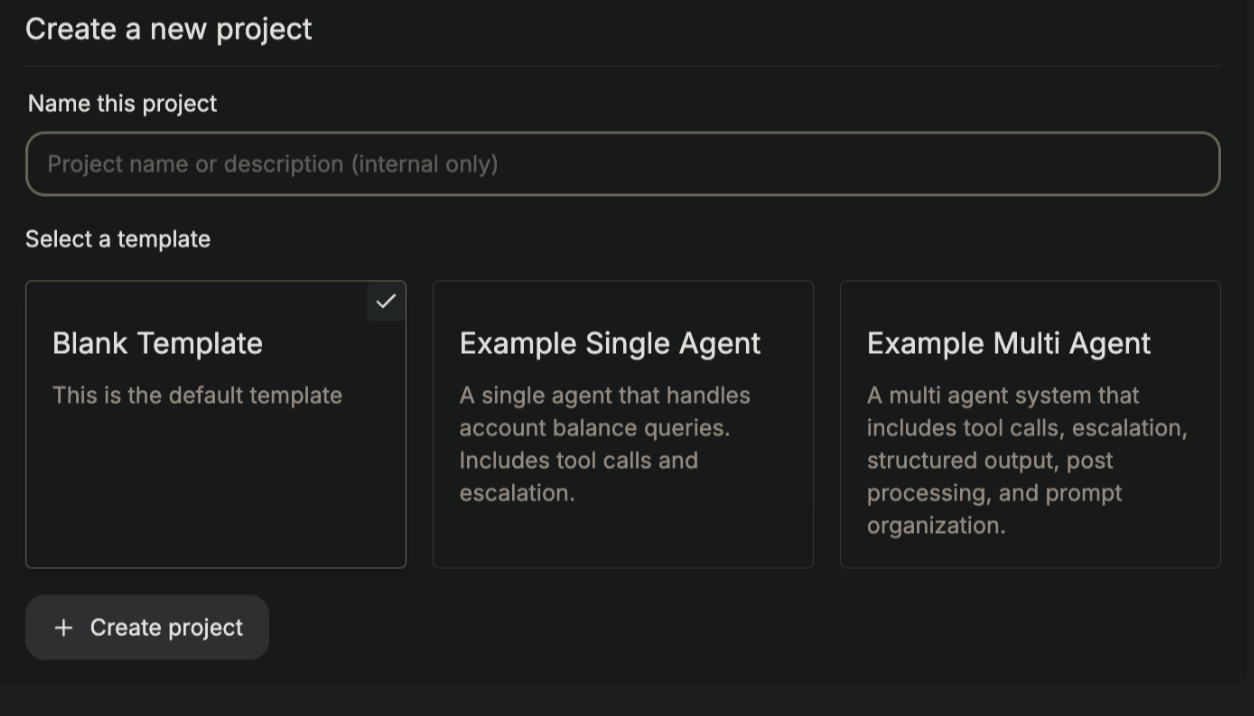 Create a new project
Name this project
Project name or description (internal only)
Select a template
Blank Template
This is the default template
Example Single Agent
A single agent that handles
account balance queries.
Includes tool calls and
escalation.
Example Multi Agent
A multi agent system that
includes tool calls, escalation,
structured output, post
processing, and prompt
organization.
+ Create project